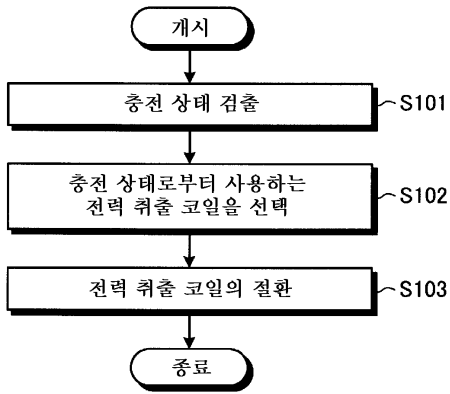 개시
충전 상태 검출
S101
충전 상태로부터 사용하는
전력 취출 코일을 선택
S102
전력 취출 코일의 절환
S103
종료